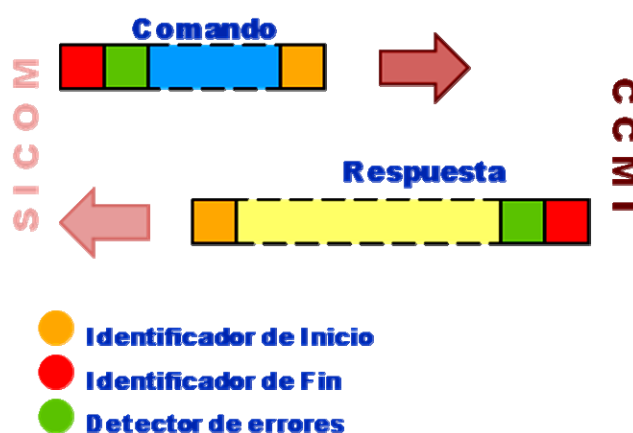 Comando
SICOM
CCMI
Respuesta
Identificador de Inicio
Identificador de Fin
Detector de errores